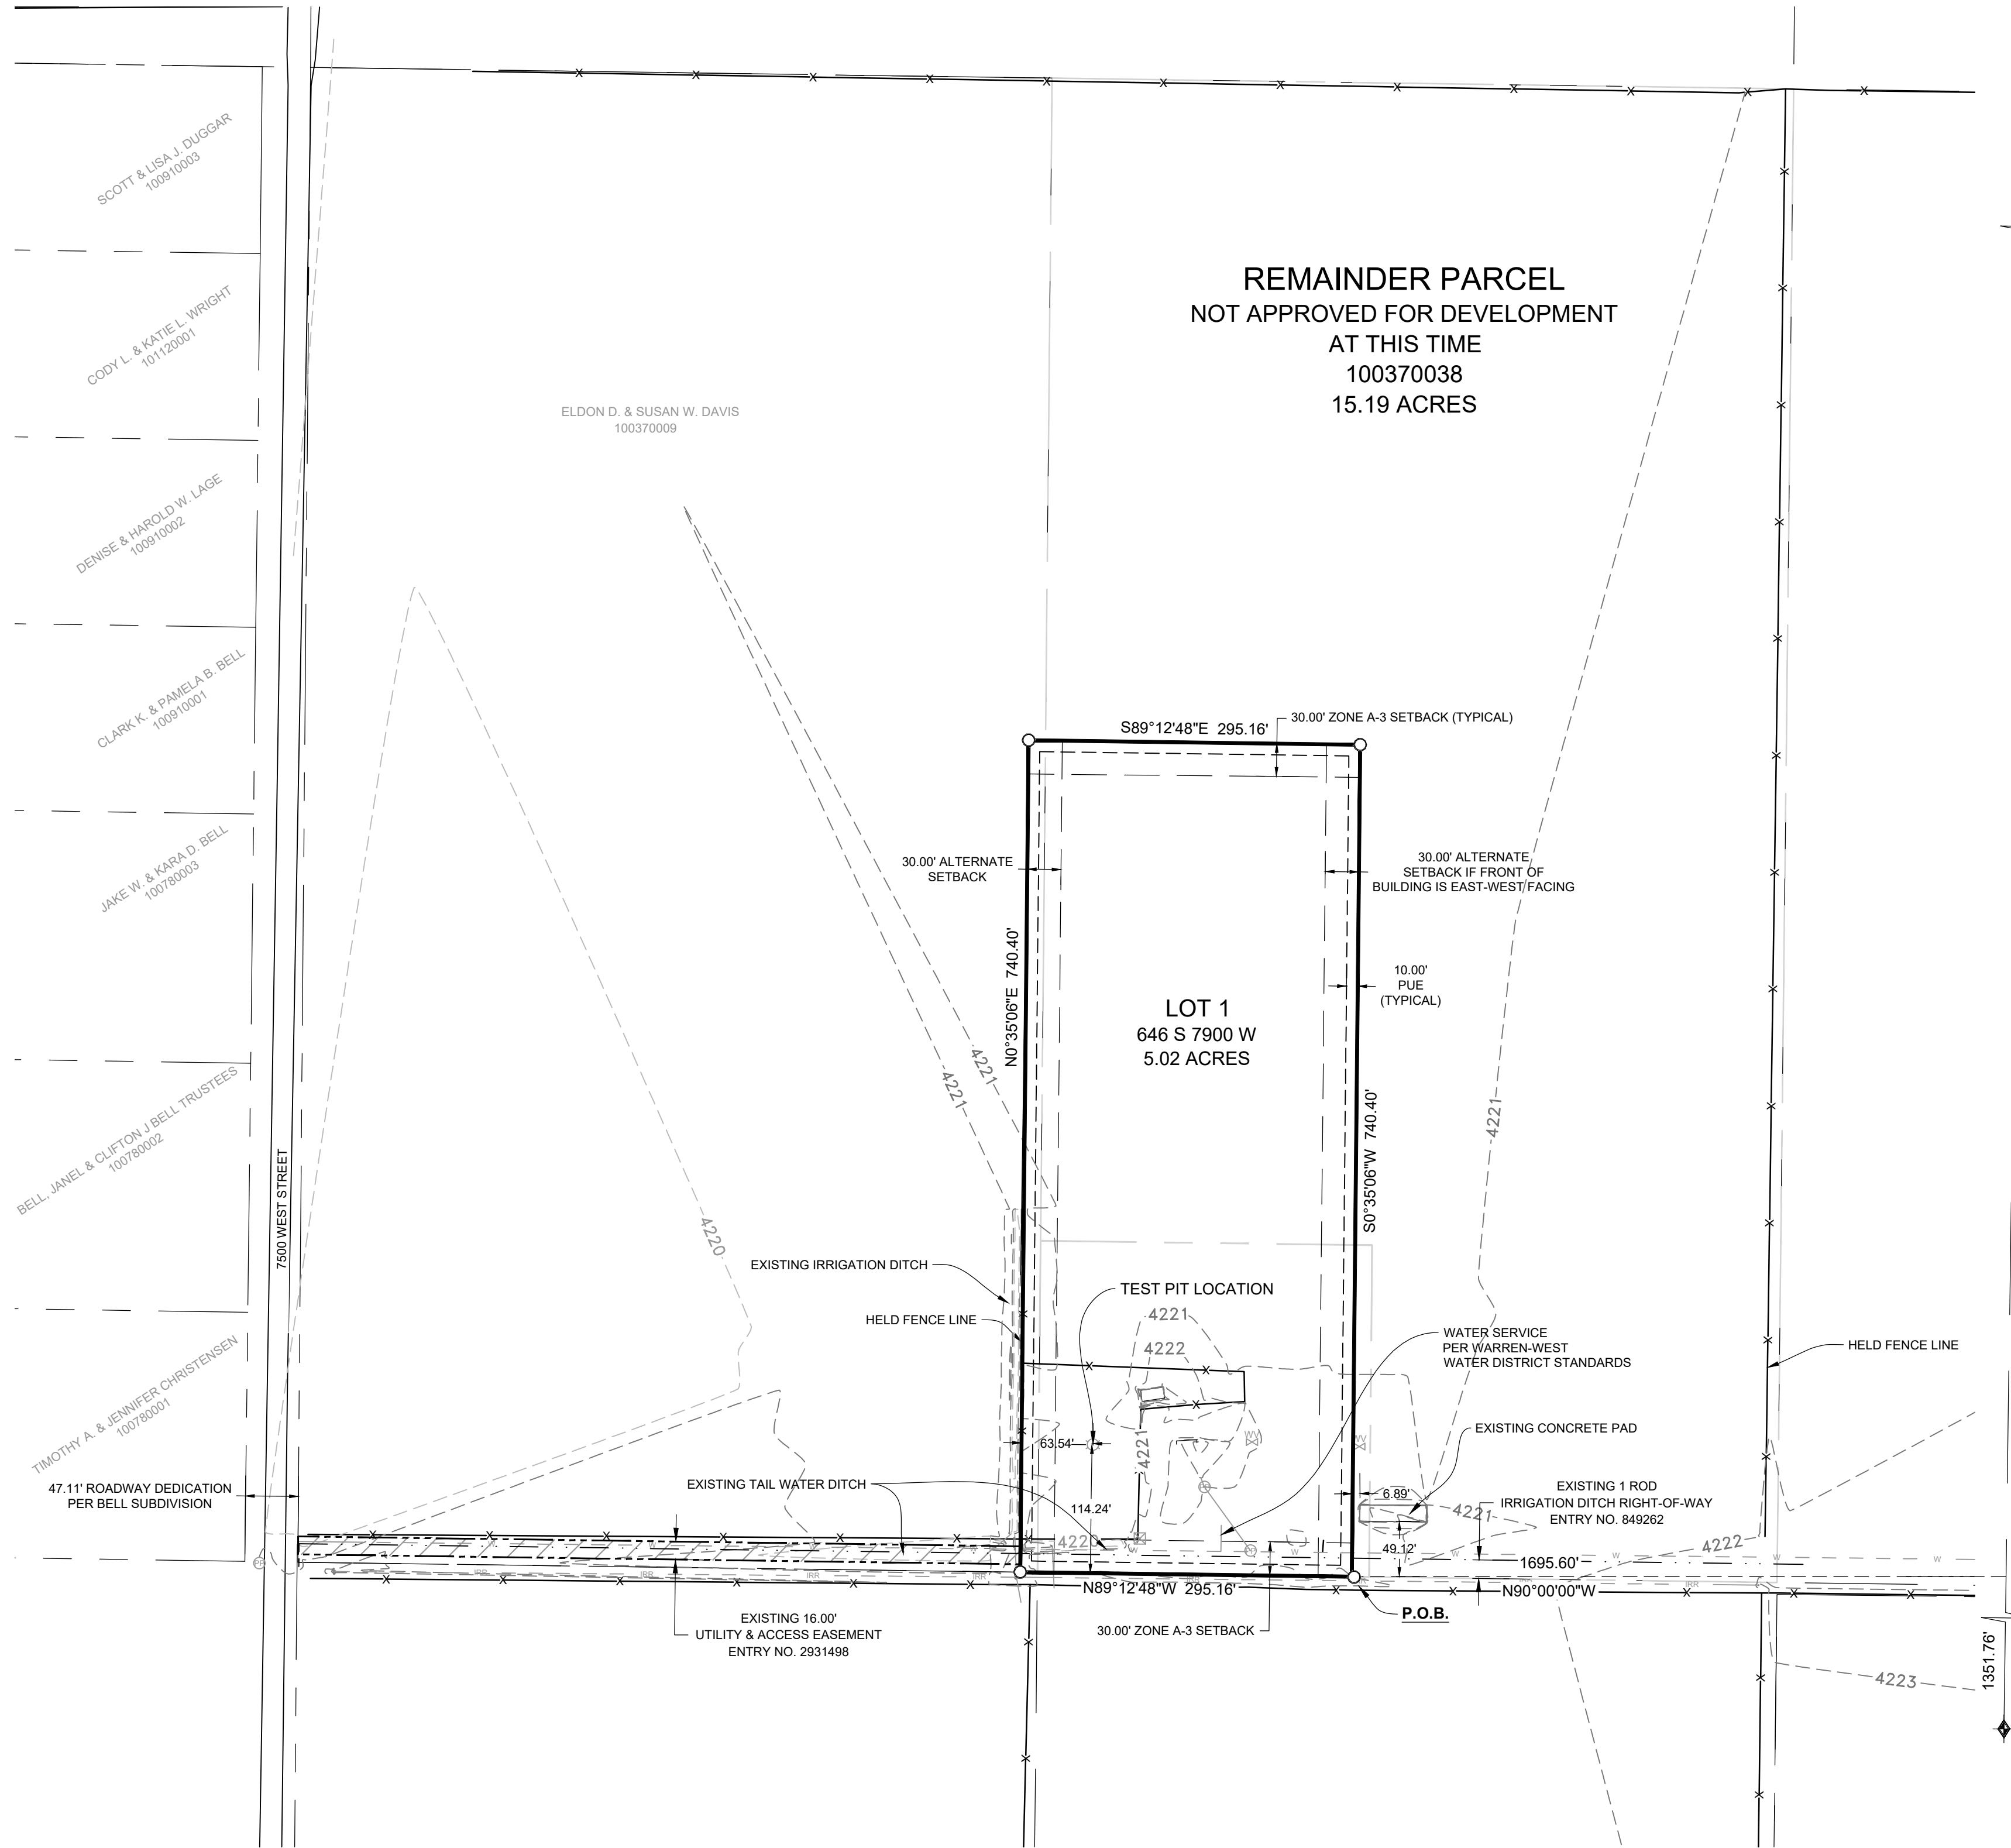 SCOTT & LISA J. DUGGAR
100910003
CODY L. & KATIE L. WRIGHT
101120001
DENISE & HAROLD W. LAGE
100910002
CLARK K. & PAMELA B. BELL
100910001
JAKE W. & KARA D. BELL
100780003
BELL, JANEL & CLIFTON J BELL TRUSTEES
100780002
TIMOTHY A. & JENNIFER CHRISTENSEN
100780001
47.11' ROADWAY DEDICATION
PER BELL SUBDIVISION
7500 WEST STREET
ELDON D. & SUSAN W. DAVIS
100370009
REMAINDER PARCEL
NOT APPROVED FOR DEVELOPMENT
AT THIS TIME
100370038
15.19 ACRES
S89°12'48"E 295.16'
30.00' ZONE A-3 SETBACK (TYPICAL)
30.00' ALTERNATE
SETBACK
30.00' ALTERNATE
SETBACK IF FRONT OF
BUILDING IS EAST-WEST FACING
N0°35'06"E 740.40'
10.00'
PUE
(TYPICAL)
LOT 1
646 S 7900 W
5.02 ACRES
S0°35'06"W 740.40'
4221
4221
4221
4220
EXISTING IRRIGATION DITCH
HELD FENCE LINE
TEST PIT LOCATION
4221
4222
WATER SERVICE
PER WARREN-WEST
WATER DISTRICT STANDARDS
HELD FENCE LINE
EXISTING CONCRETE PAD
63.54'
4221
WV
WV
EXISTING TAIL WATER DITCH
114.24'
6.89'
4221
EXISTING 1 ROD
IRRIGATION DITCH RIGHT-OF-WAY
ENTRY NO. 849262
4220
49.12'
4222
1695.60'
W
W
W
W
W
PP
IRR
IRR
IRR
IRR
IRR
IRR
N89°12'48"W 295.16'
N90°00'00"W
P.O.B.
EXISTING 16.00'
UTILITY & ACCESS EASEMENT
ENTRY NO. 2931498
30.00' ZONE A-3 SETBACK
1351.76'
4223